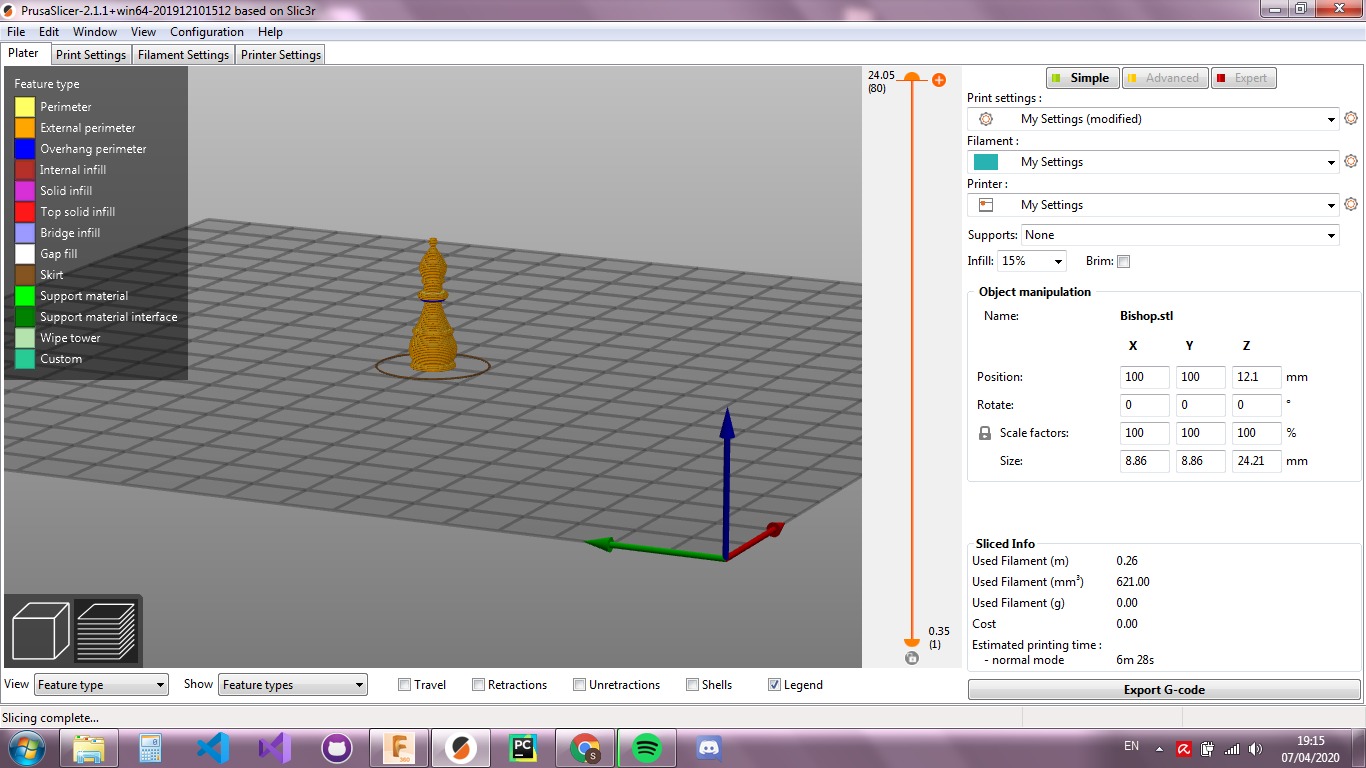 PrusaSlicer-2.1.1+win64-201912101512 based on Slic3r
File Edit Window View Configuration Help
Plater Print Settings Filament Settings Printer Settings
Feature type
Perimeter
External perimeter
Overhang perimeter
Internal infill
Solid infill
Top solid infill
Bridge infill
Gap fill
Skirt
Support material
Support material interface
Wipe tower
Custom
24.05
(80)
0.35
(1)
Simple Advanced Expert
Print settings :
My Settings (modified)
Filament :
My Settings
Printer :
My Settings
Supports: None
Infill: 15% Brim:
Object manipulation
Name: Bishop.stl
X Y Z
Position: 100 100 12.1 mm
Rotate: 0 0 0 °
Scale factors: 100 100 100 %
Size: 8.86 8.86 24.21 mm
Sliced Info
Used Filament (m) 0.26
Used Filament (mm³) 621.00
Used Filament (g) 0.00
Cost 0.00
Estimated printing time :
- normal mode 6m 28s
Export G-code
View Feature type Show Feature types Travel Retractions Unretractions Shells Legend
Slicing complete...
F
360
PC
S
EN
19:15
07/04/2020